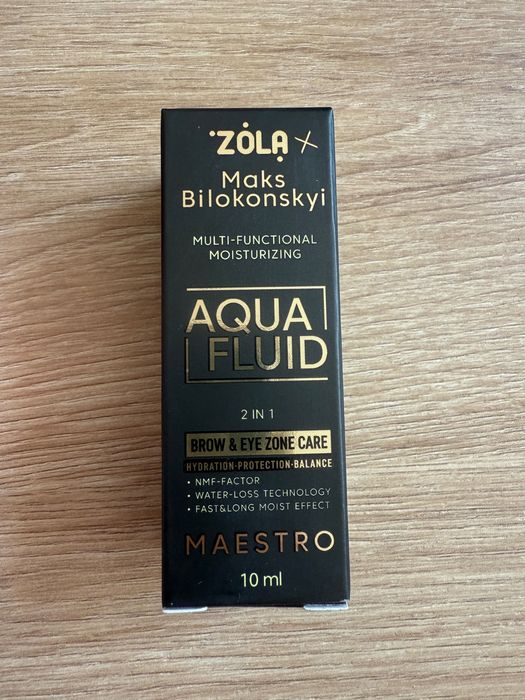 ZOLA X
Maks
Bilokonskyi
MULTI-FUNCTIONAL
MOISTURIZING
AQUA
FLUID
2 IN 1
BROW & EYE ZONE CARE
HYDRATION·PROTECTION·BALANCE
• NMF-FACTOR
• WATER-LOSS TECHNOLOGY
• FAST&LONG MOIST EFFECT
MAESTRO
10 ml